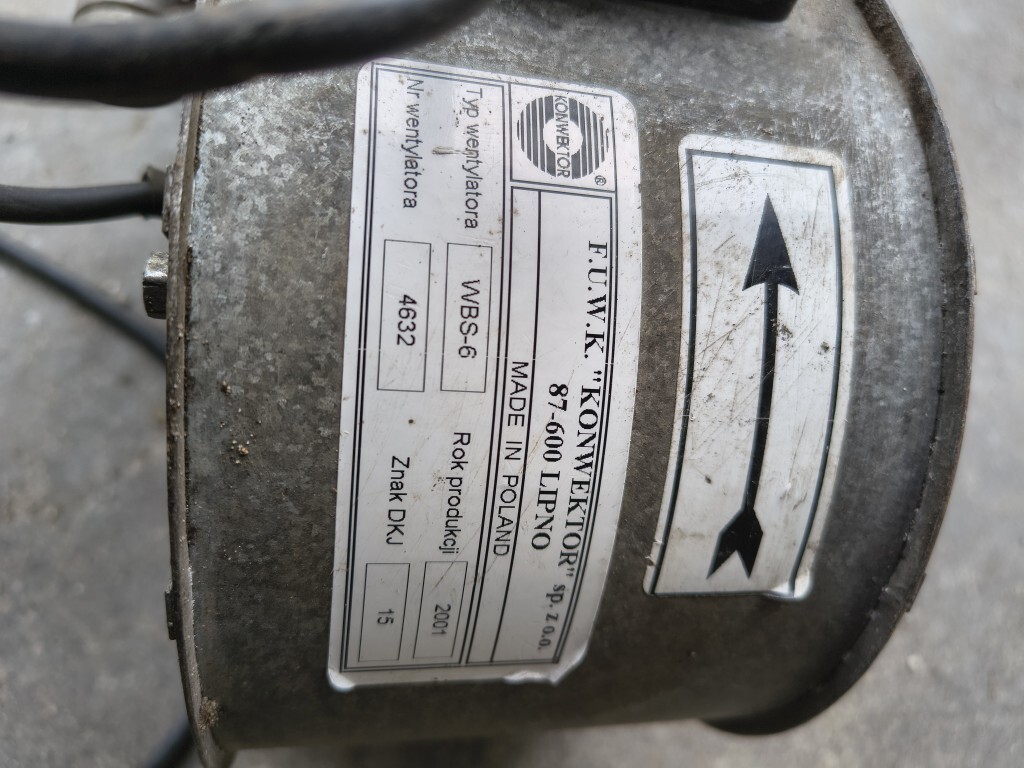 KONWEKTOR
®
F.U.W.K. "KONWEKTOR" sp. z o.o.
87-600 LIPNO
MADE IN POLAND
Typ wentylatora WBS-6 Rok produkcji 2001
Nr wentylatora 4632 Znak DKJ 15